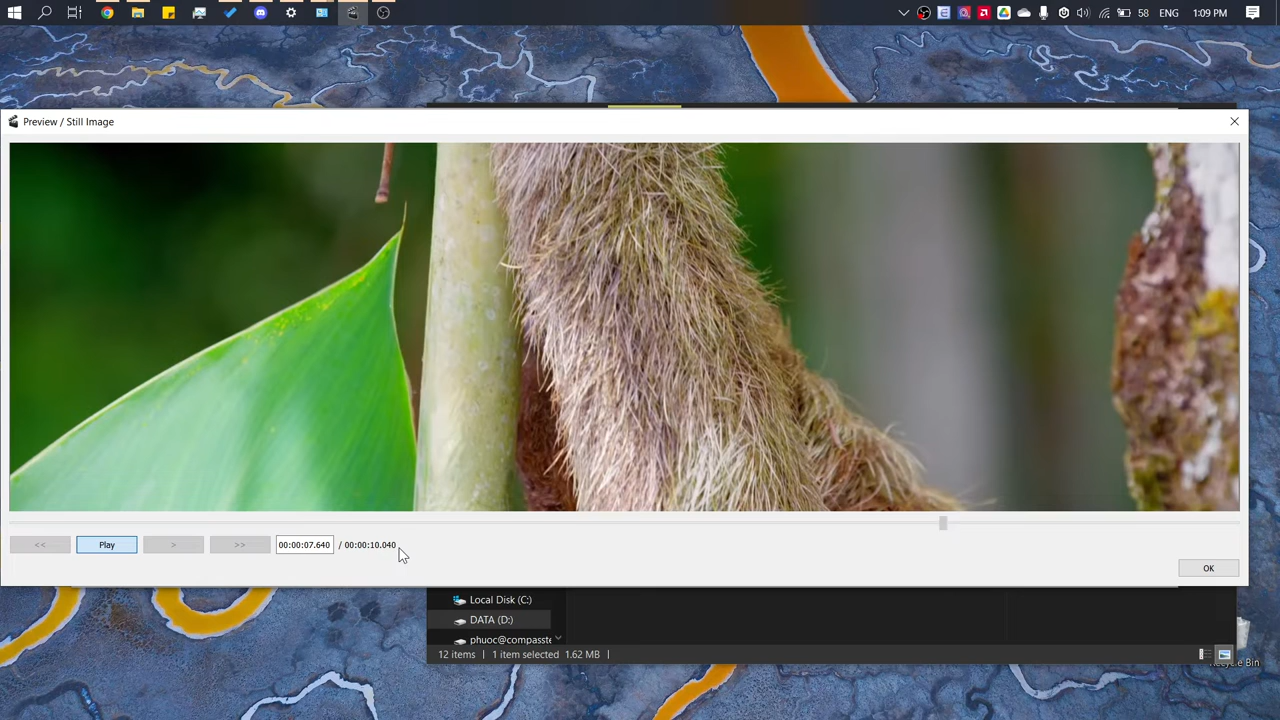 58
ENG
1:09 PM
Preview / Still Image
<<
Play
>
>>
00:00:07.640
/ 00:00:10.040
OK
Local Disk (C:)
DATA (D:)
phuoc@compasste
12 items
1 item selected 1.62 MB
Bin